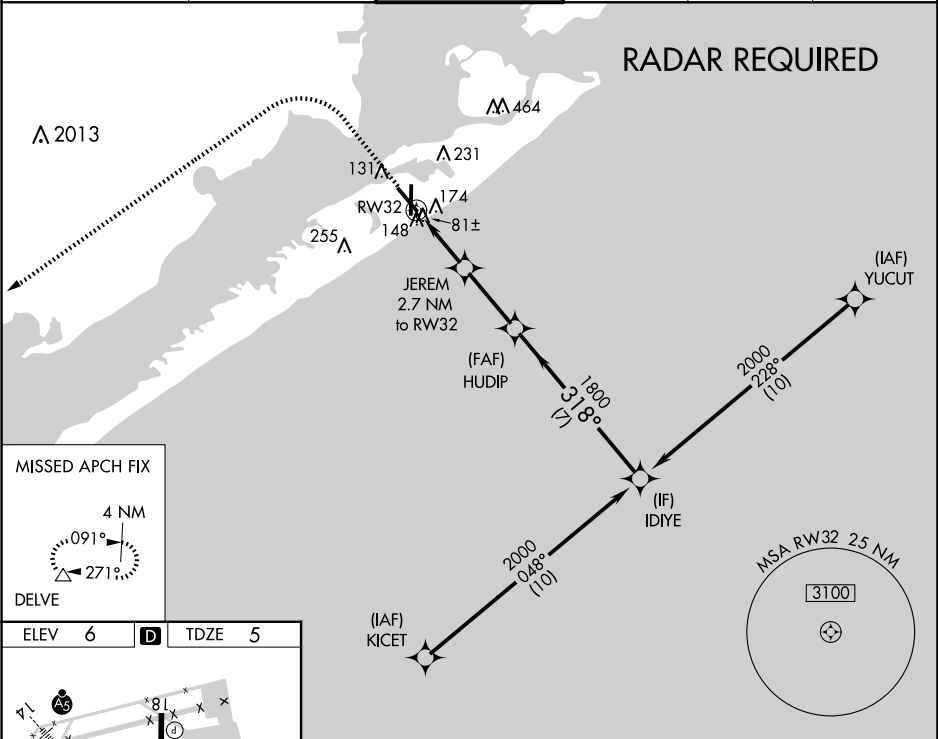 RADAR REQUIRED
2013
464
231
131
174
RW32
148
81±
255
JEREM
2.7 NM
to RW32
(IAF)
YUCUT
(FAF)
HUDIP
2000
228°
(10)
1800
318°
(7)
(IF)
IDIYE
2000
048°
(10)
(IAF)
KICET
MISSED APCH FIX
4 NM
091°
271°
DELVE
MSA RW32 25 NM
3100
ELEV 6 D TDZE 5
A5
14
18
P